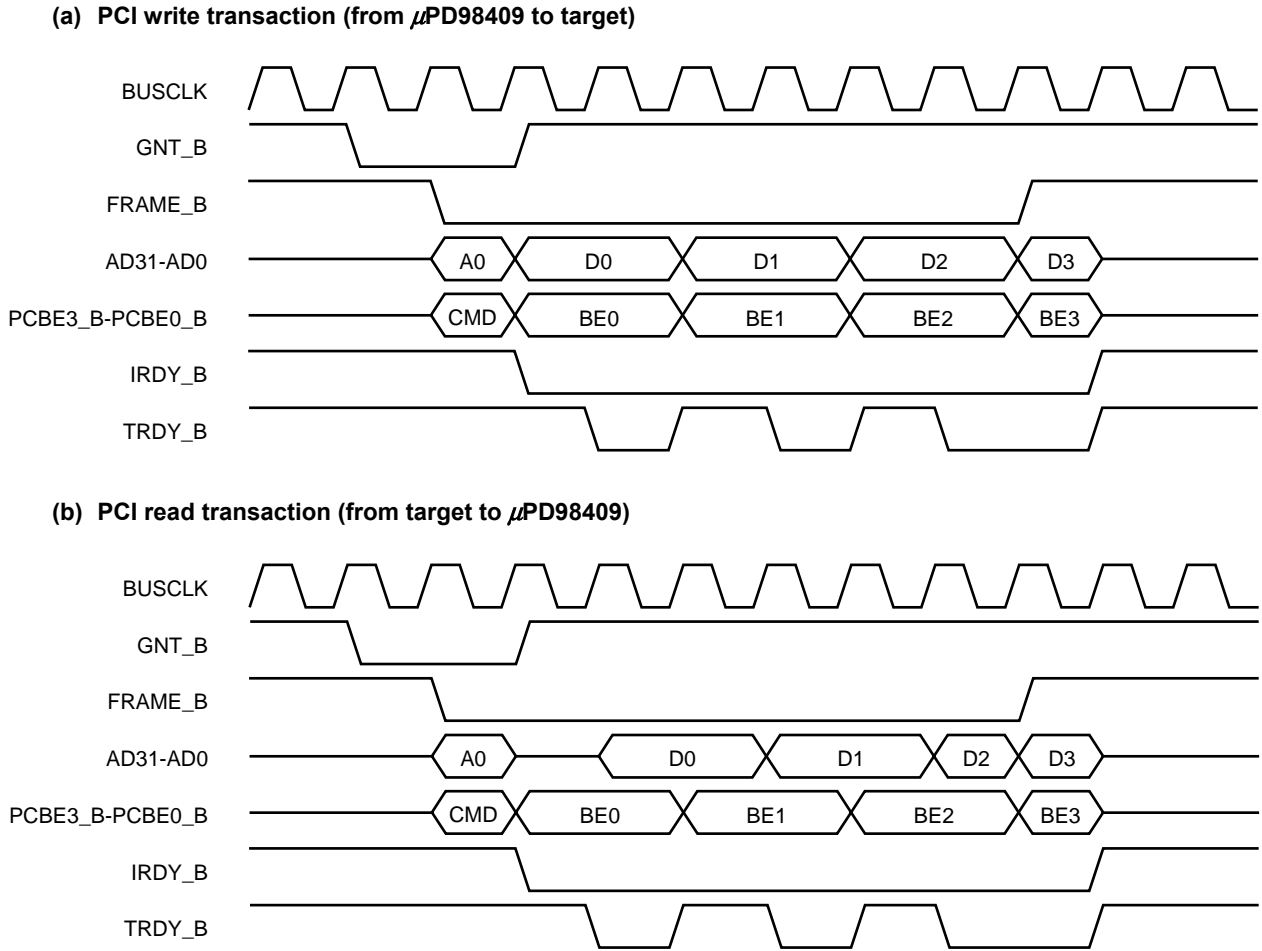 (a) PCI write transaction (from μPD98409 to target)
BUSCLK
GNT_B
FRAME_B
AD31-AD0 A0 D0 D1 D2 D3
PCBE3_B-PCBE0_B CMD BE0 BE1 BE2 BE3
IRDY_B
TRDY_B
(b) PCI read transaction (from target to μPD98409)
BUSCLK
GNT_B
FRAME_B
AD31-AD0 A0 D0 D1 D2 D3
PCBE3_B-PCBE0_B CMD BE0 BE1 BE2 BE3
IRDY_B
TRDY_B